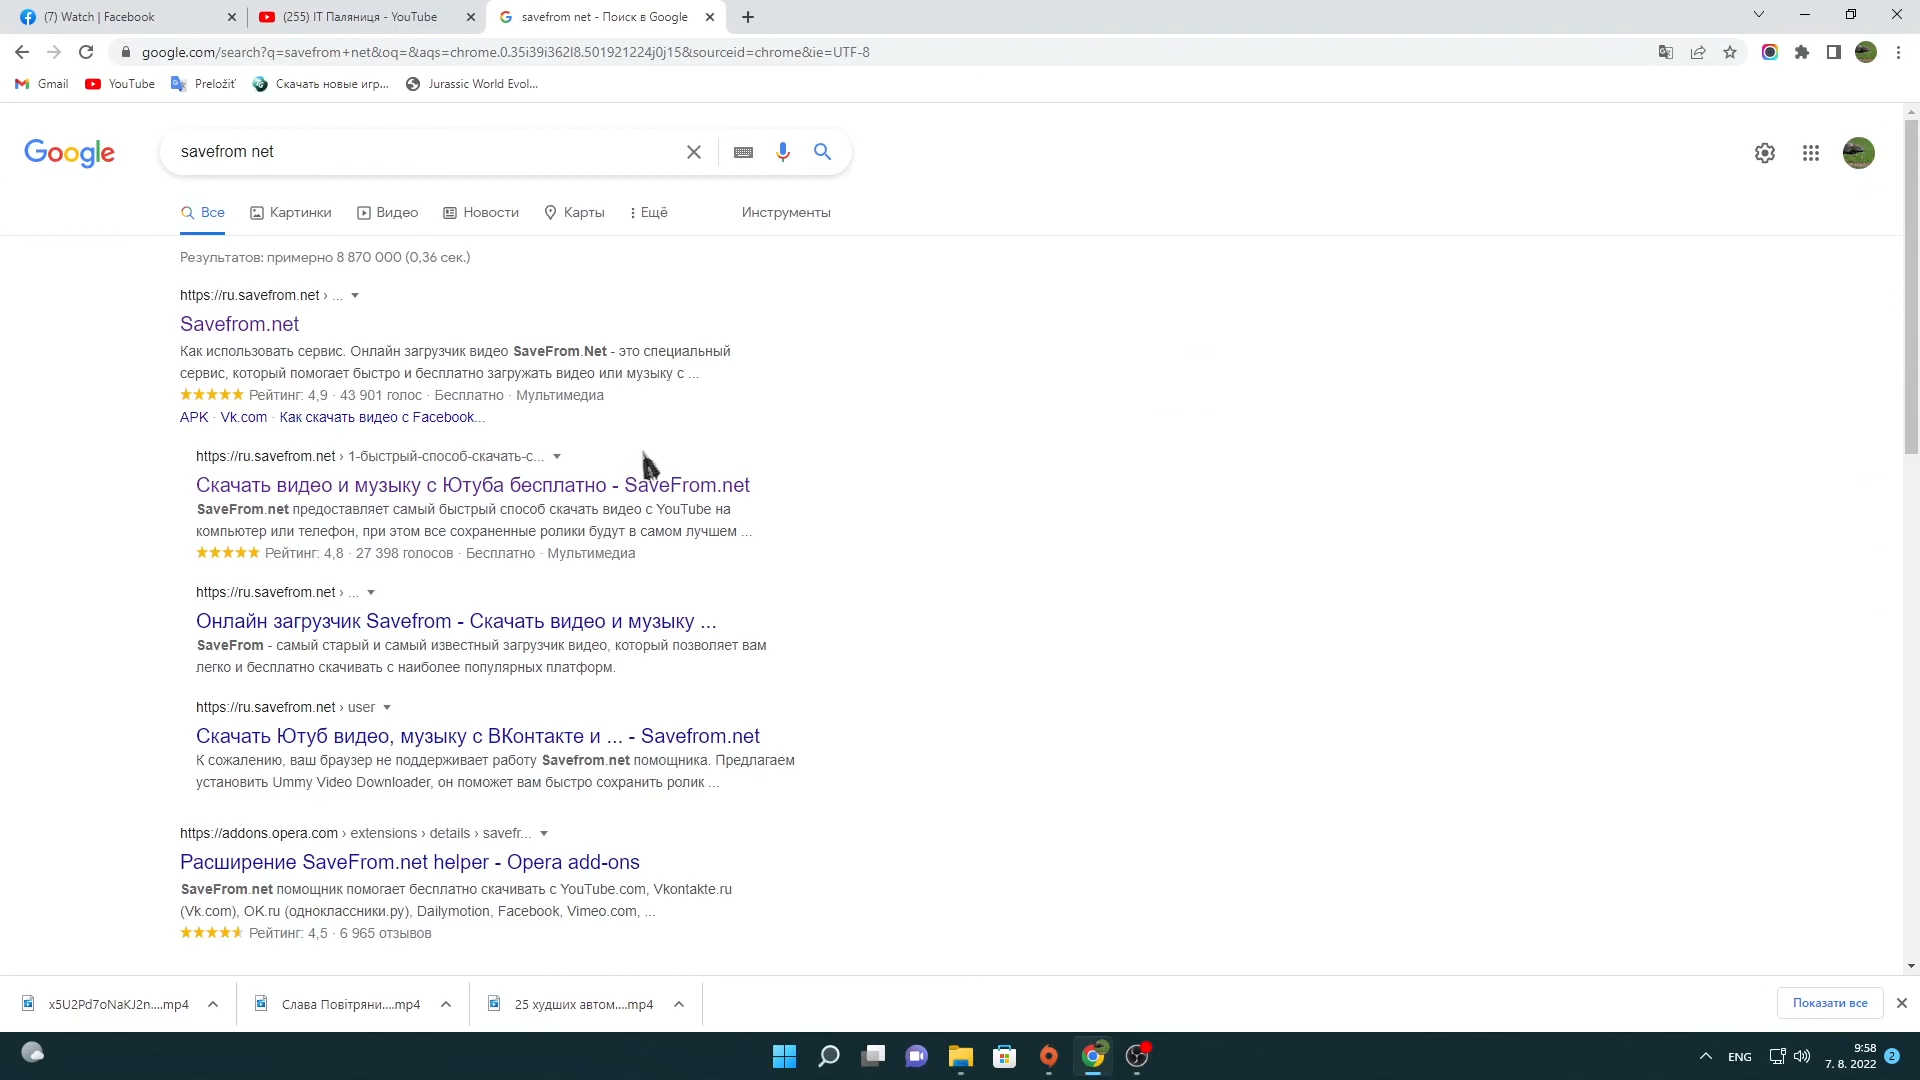 (7) Watch | Facebook
(255) IT Паляниця - YouTube
savefrom net - Поиск в Google
google.com/search?q=savefrom+net&oq=&aqs=chrome.0.35i39i362l8.501921224j0j15&sourceid=chrome&ie=UTF-8
Gmail
YouTube
Preložiť
Скачать новые игр...
Jurassic World Evol...
Google
savefrom net
Все
Картинки
Видео
Новости
Карты
Ещё
Инструменты
Результатов: примерно 8 870 000 (0,36 сек.)
https://ru.savefrom.net › ...
Savefrom.net
Как использовать сервис. Онлайн загрузчик видео SaveFrom.Net - это специальный
сервис, который помогает быстро и бесплатно загружать видео или музыку с ...
Рейтинг: 4,9 · 43 901 голос · Бесплатно · Мультимедиа
APK · Vk.com · Как скачать видео с Facebook...
https://ru.savefrom.net › 1-быстрый-способ-скачать-с...
Скачать видео и музыку с Ютуба бесплатно - SaveFrom.net
SaveFrom.net предоставляет самый быстрый способ скачать видео с YouTube на
компьютер или телефон, при этом все сохраненные ролики будут в самом лучшем ...
Рейтинг: 4,8 · 27 398 голосов · Бесплатно · Мультимедиа
https://ru.savefrom.net › ...
Онлайн загрузчик Savefrom - Скачать видео и музыку ...
SaveFrom - самый старый и самый известный загрузчик видео, который позволяет вам
легко и бесплатно скачивать с наиболее популярных платформ.
https://ru.savefrom.net › user
Скачать Ютуб видео, музыку с ВКонтакте и ... - Savefrom.net
К сожалению, ваш браузер не поддерживает работу Savefrom.net помощника. Предлагаем
установить Ummy Video Downloader, он поможет вам быстро сохранить ролик ...
https://addons.opera.com › extensions › details › savefr...
Расширение SaveFrom.net helper - Opera add-ons
SaveFrom.net помощник помогает бесплатно скачивать с YouTube.com, Vkontakte.ru
(Vk.com), OK.ru (одноклассники.ру), Dailymotion, Facebook, Vimeo.com, ...
Рейтинг: 4,5 · 6 965 отзывов
x5U2Pd7oNaKJ2n....mp4
Слава Повітряни....mp4
25 худших автом....mp4
Показати все
ENG
9:58
7. 8. 2022
2